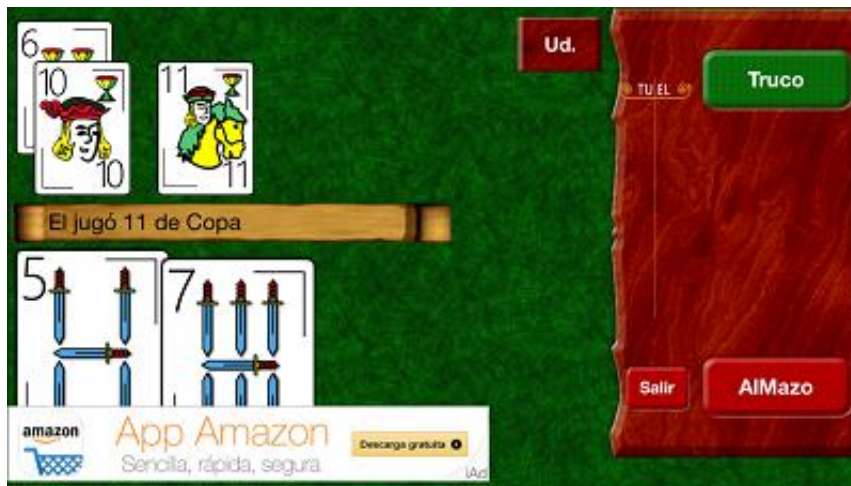 6
10
10
11
11
Ud.
TU EL
Truco
El jugó 11 de Copa
5
7
Salir
AlMazo
amazon
App Amazon
Sencilla, rápida, segura
Descarga gratuita
iAd